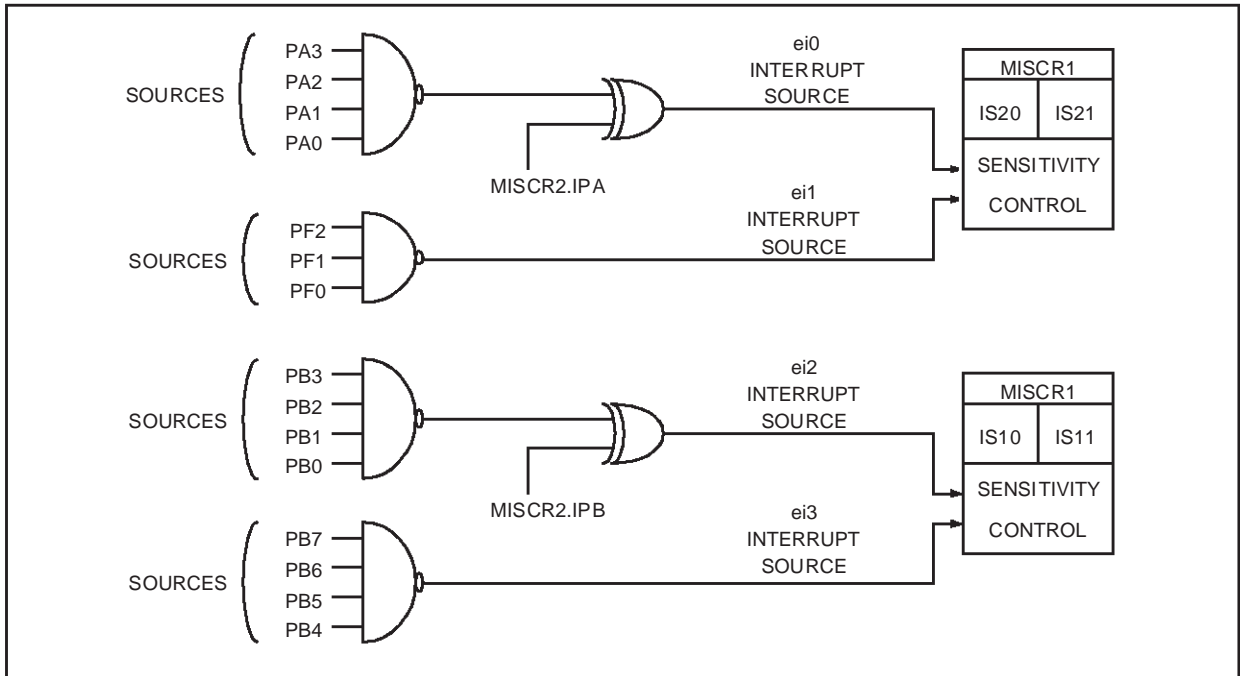 SOURCES
PA3
PA2
PA1
PA0
MISCR2.IPA
ei0
INTERRUPT
SOURCE
MISCR1
IS20 IS21
SENSITIVITY
CONTROL
SOURCES
PF2
PF1
PF0
ei1
INTERRUPT
SOURCE
SOURCES
PB3
PB2
PB1
PB0
MISCR2.IPB
ei2
INTERRUPT
SOURCE
MISCR1
IS10 IS11
SENSITIVITY
CONTROL
SOURCES
PB7
PB6
PB5
PB4
ei3
INTERRUPT
SOURCE